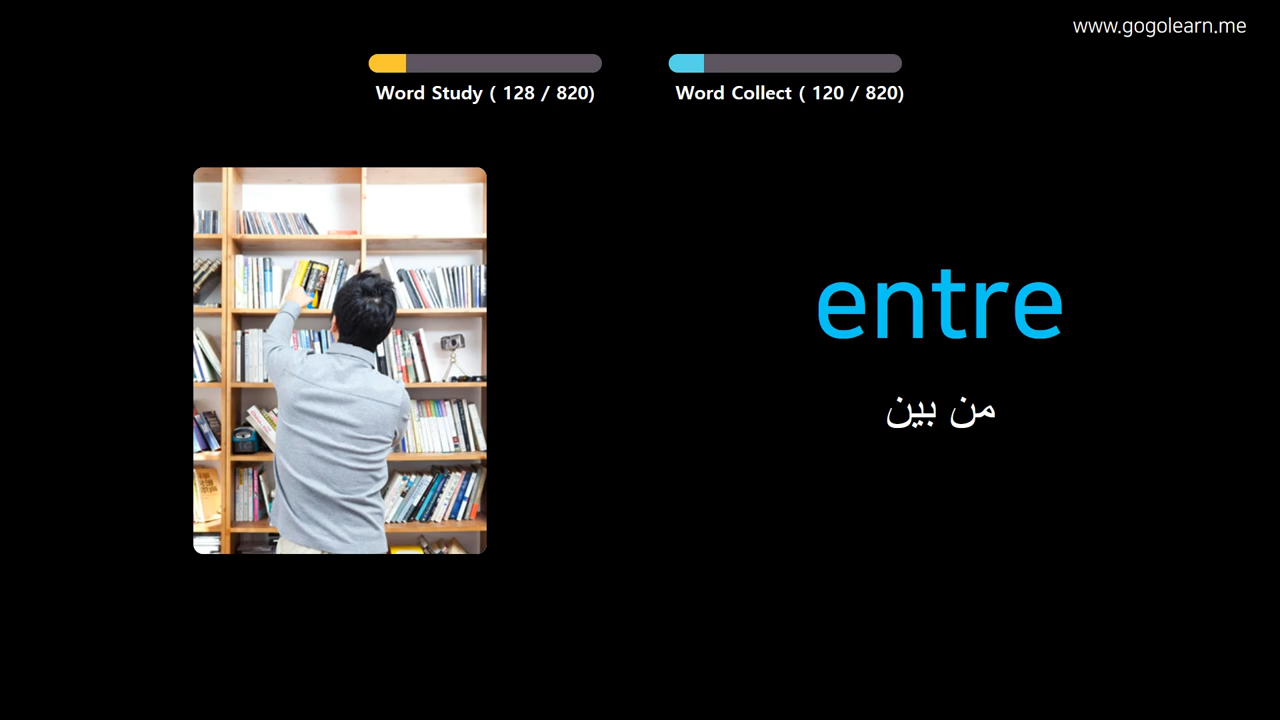 www.gogolearn.me
Word Study ( 128 / 820)
Word Collect ( 120 / 820)
entre
من بين